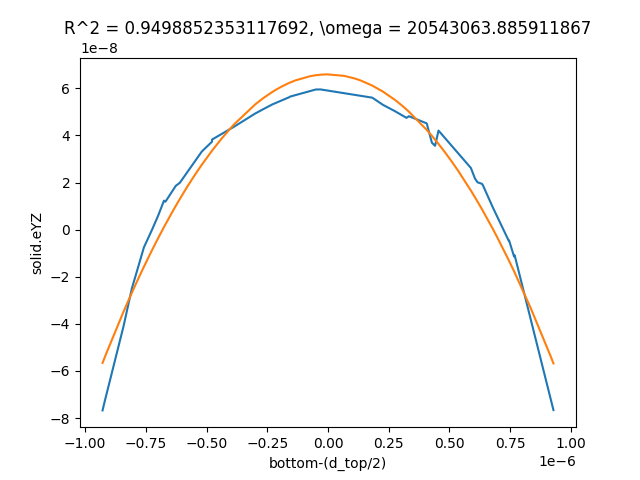 R^2 = 0.9498852353117692, \omega = 20543063.885911867
1e−8
6
4
2
0
−2
−4
−6
−8
solid.eYZ
−1.00 −0.75 −0.50 −0.25 0.00 0.25 0.50 0.75 1.00
bottom-(d_top/2)
1e−6